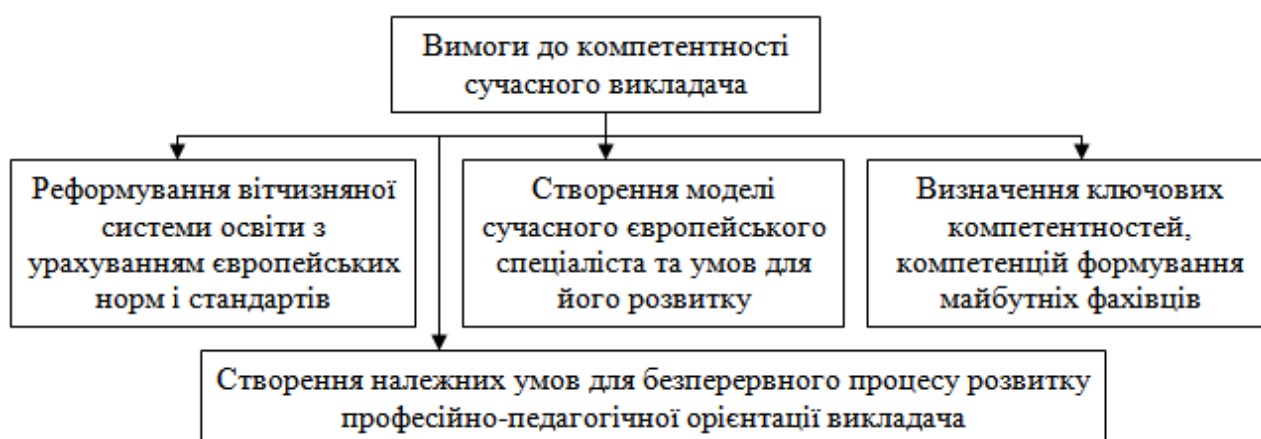 Вимоги до компетентності
сучасного викладача
Реформування вітчизняної
системи освіти з
урахуванням європейських
норм і стандартів
Створення моделі
сучасного європейського
спеціаліста та умов для
його розвитку
Визначення ключових
компетентностей,
компетенцій формування
майбутніх фахівців
Створення належних умов для безперервного процесу розвитку
професійно-педагогічної орієнтації викладача